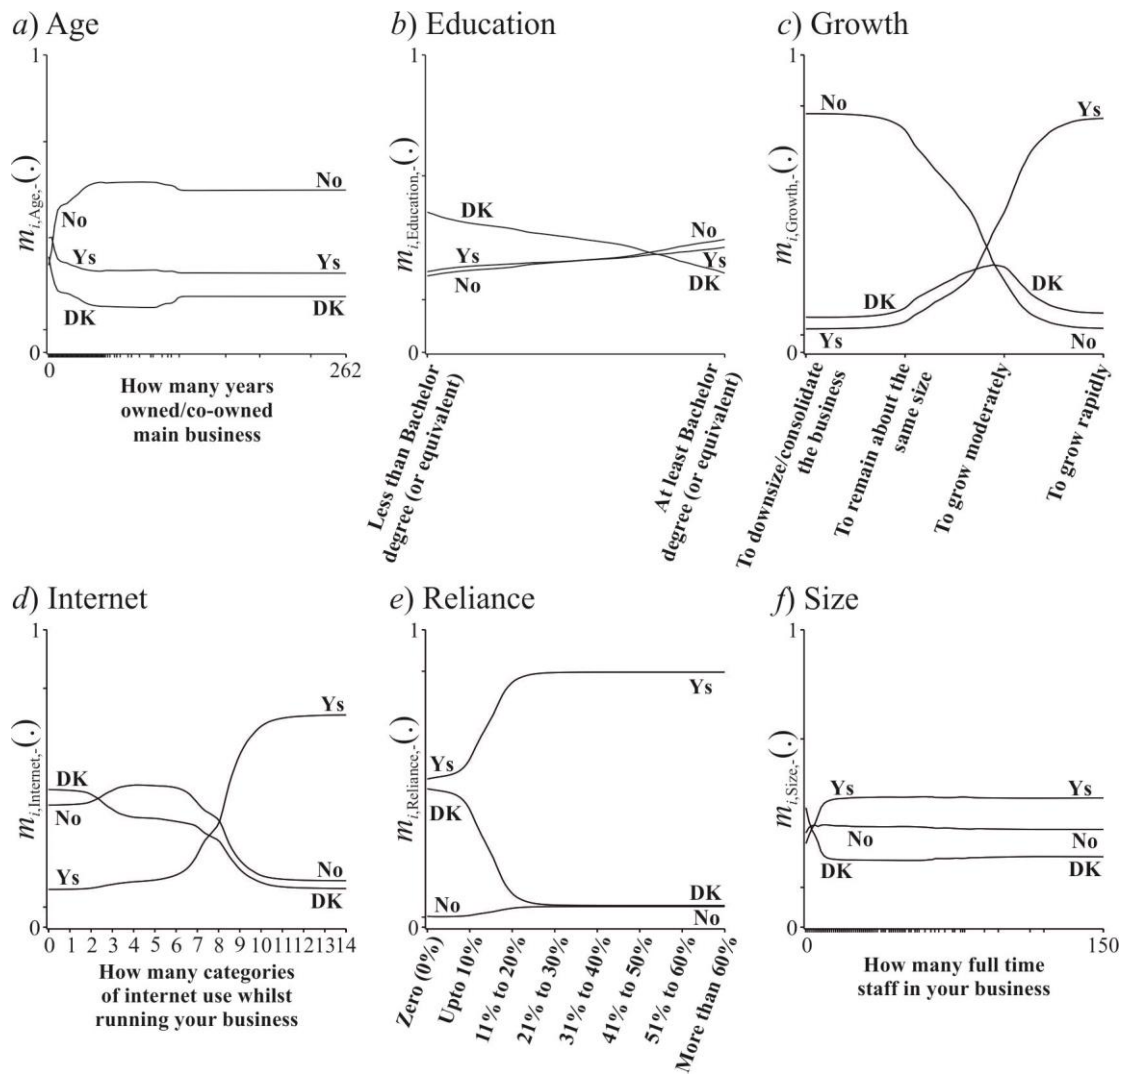 a) Age
1
m i,Age,- (.)
No
No
Ys
Ys
DK
DK
0
0
262
How many years
owned/co-owned
main business
b) Education
1
m i,Education,- (.)
DK
No
Ys
Ys
No
DK
0
Less than Bachelor
degree (or equivalent)
At least Bachelor
degree (or equivalent)
c) Growth
1
m i,Growth,- (.)
No
Ys
DK
DK
Ys
No
0
To downsize/consolidate
the business
To remain about the
same size
To grow moderately
To grow rapidly
d) Internet
1
m i,Internet,- (.)
Ys
DK
No
Ys
No
DK
0
0 1 2 3 4 5 6 7 8 9 10 11 12 13 14
How many categories
of internet use whilst
running your business
e) Reliance
1
m i,Reliance,- (.)
Ys
Ys
DK
No
DK
No
0
Zero (0%)
Upto 10%
11% to 20%
21% to 30%
31% to 40%
41% to 50%
51% to 60%
More than 60%
f) Size
1
m i,Size,- (.)
Ys
Ys
No
No
DK
DK
0
0
150
How many full time
staff in your business